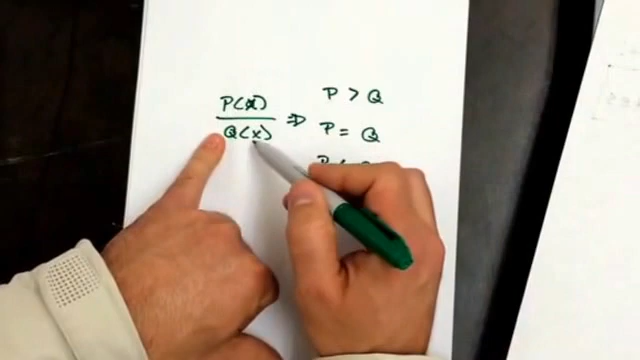 P(x)
Q(x)
⇒
P > Q
P = Q